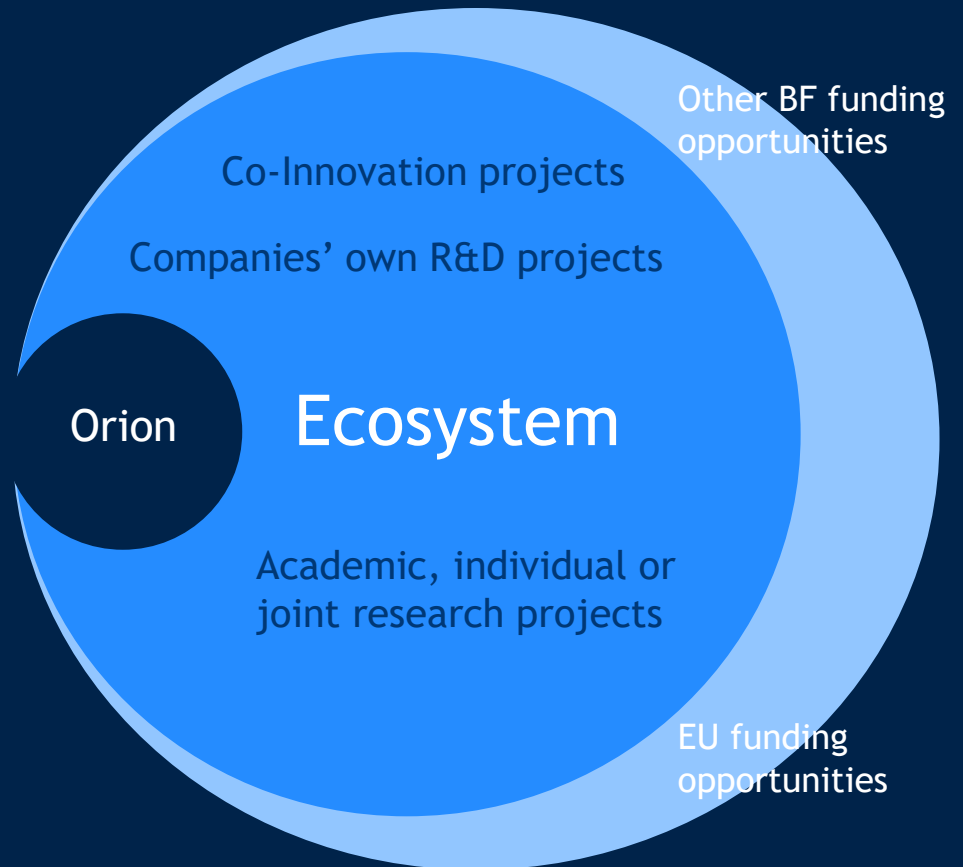 Other BF funding
opportunities
Co-Innovation projects
Companies’ own R&D projects
Orion
Ecosystem
Academic, individual or
joint research projects
EU funding
opportunities